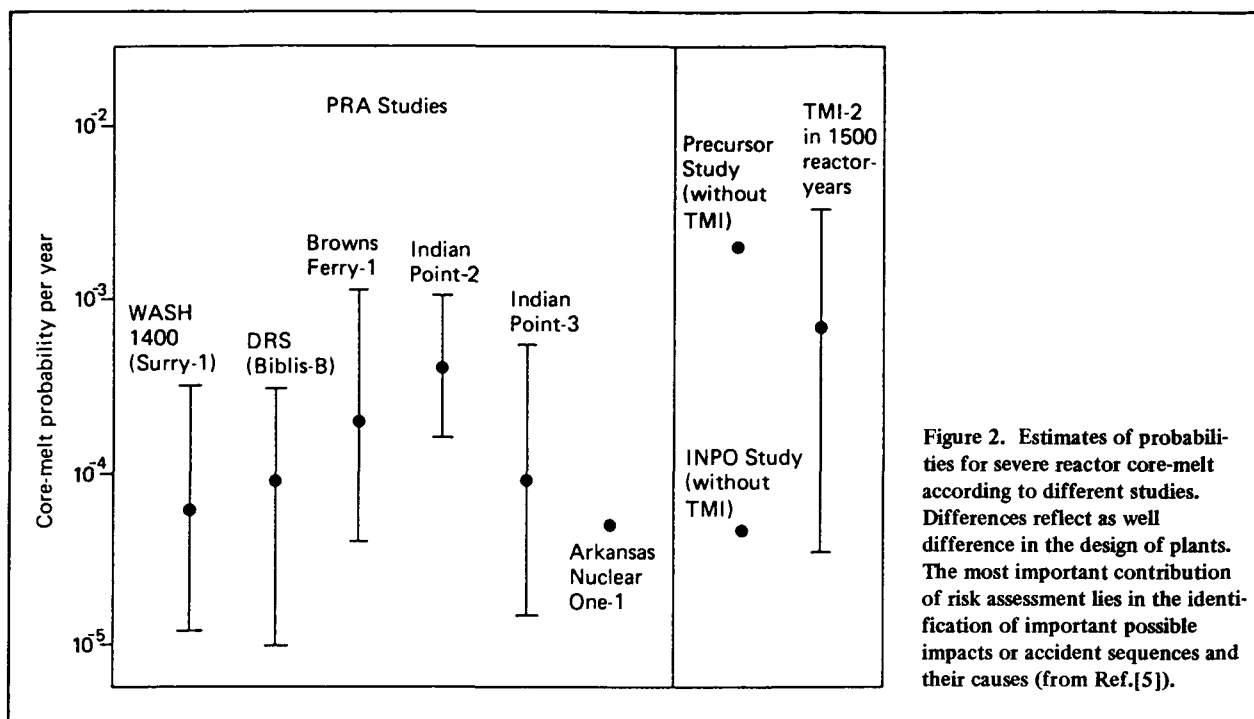 PRA Studies
10-2
10-3
10-4
10-5
Core-melt probability per year
WASH
1400
(Surry-1)
DRS
(Biblis-B)
Browns
Ferry-1
Indian
Point-2
Indian
Point-3
Arkansas
Nuclear
One-1
Precursor
Study
(without
TMI)
INPO Study
(without
TMI)
TMI-2
in 1500
reactor-
years
Figure 2. Estimates of probabili-
ties for severe reactor core-melt
according to different studies.
Differences reflect as well
difference in the design of plants.
The most important contribution
of risk assessment lies in the identi-
fication of important possible
impacts or accident sequences and
their causes (from Ref.[5]).